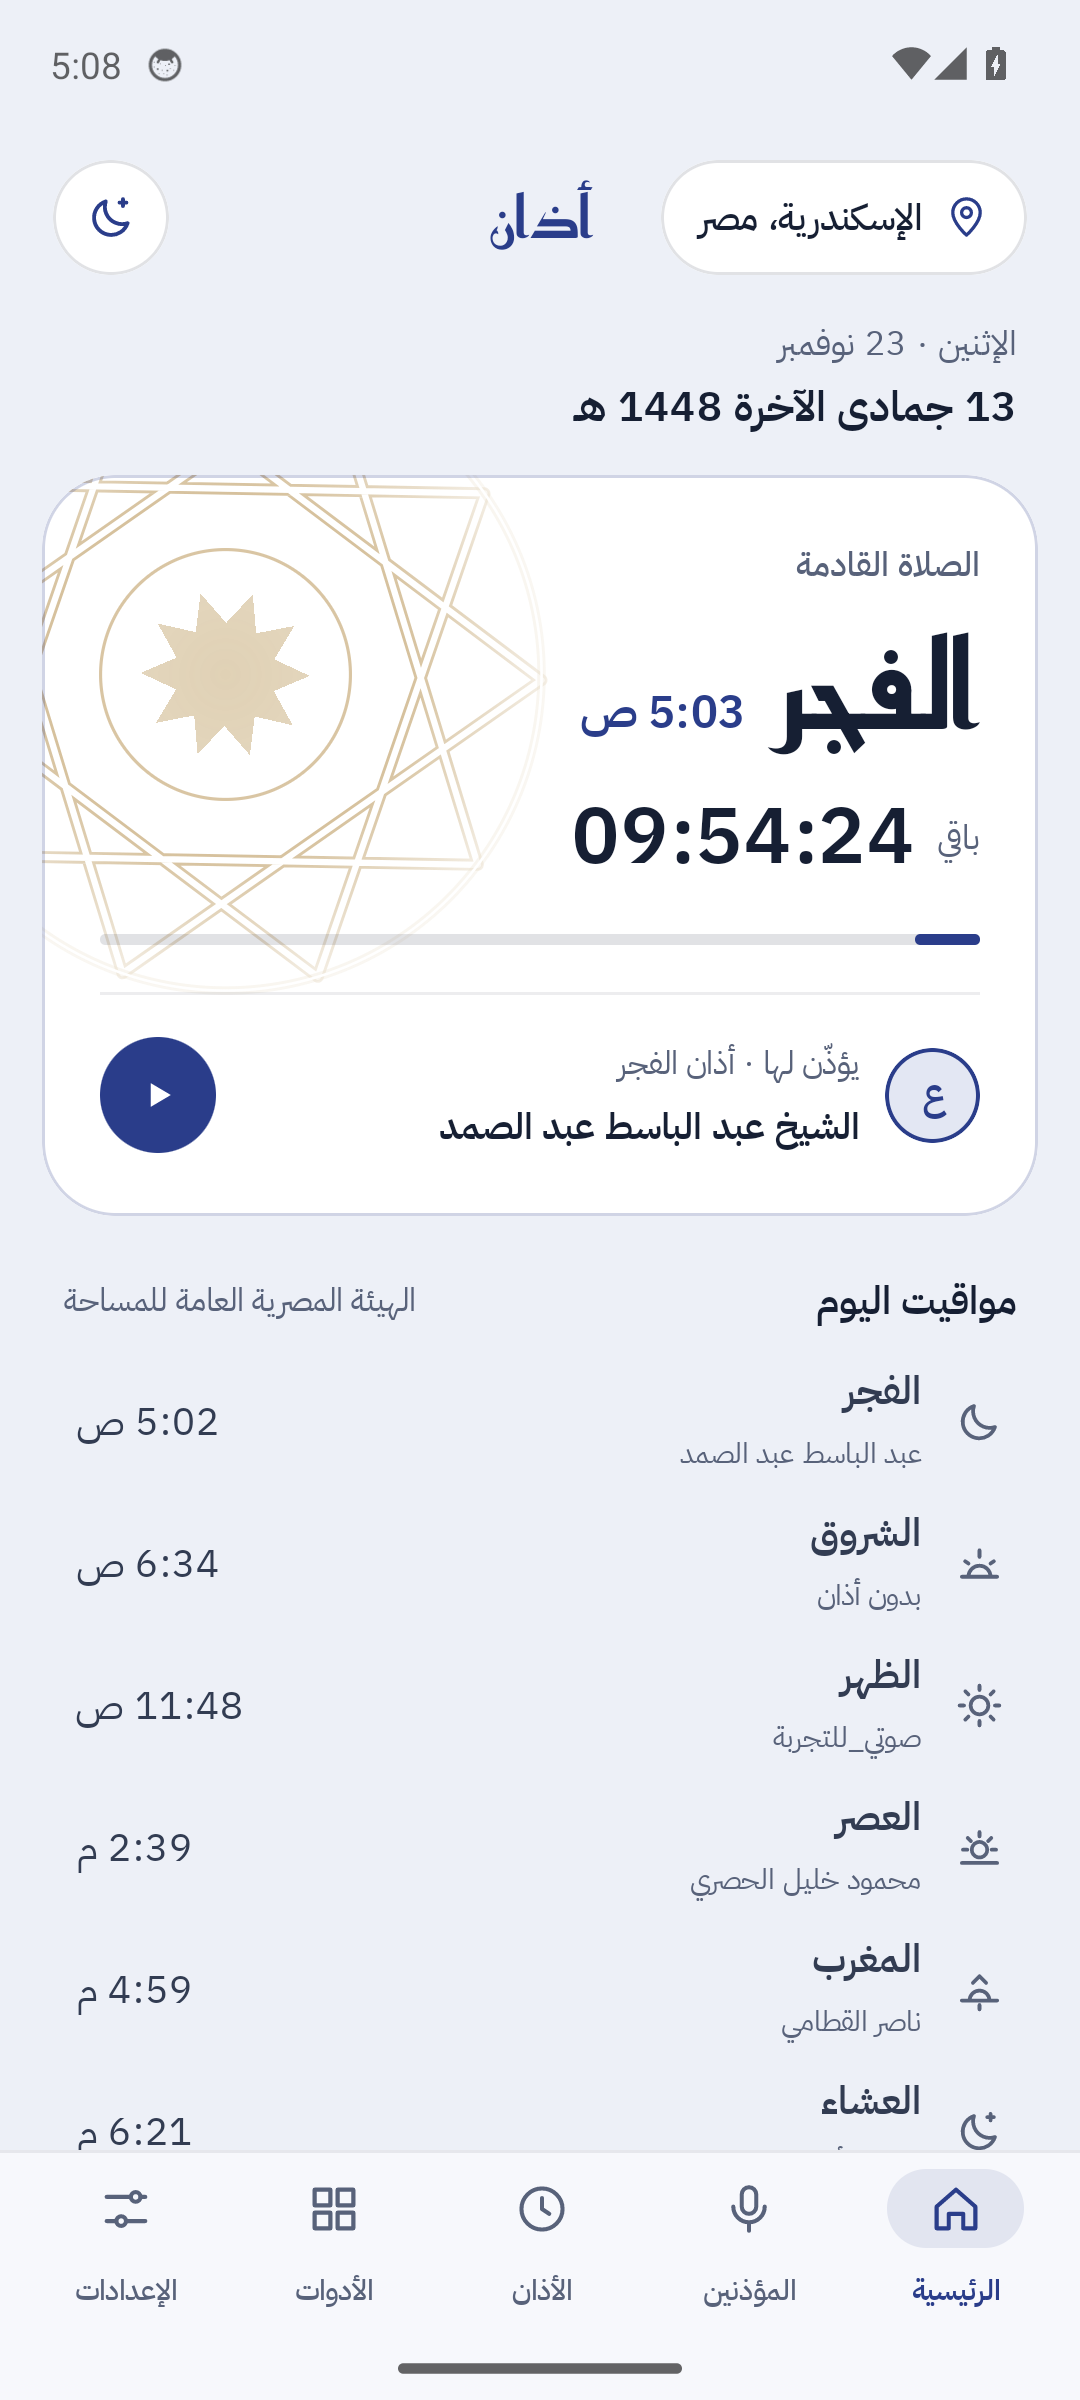 5:08
الإسكندرية، مصر
أذان
الإثنين · 23 نوفمبر
13 جمادى الآخرة 1448 هـ
الصلاة القادمة
الفجر 5:03 ص
باقي 09:54:24
يؤذّن لها · أذان الفجر
ع
الشيخ عبد الباسط عبد الصمد
مواقيت اليوم
الهيئة المصرية العامة للمساحة
الفجر
5:02 ص
عبد الباسط عبد الصمد
الشروق
6:34 ص
بدون أذان
الظهر
11:48 ص
صوتي_للتجربة
العصر
2:39 م
محمود خليل الحصري
المغرب
4:59 م
ناصر القطامي
العشاء
6:21 م
الرئيسية
المؤذنين
الأذان
الأدوات
الإعدادات